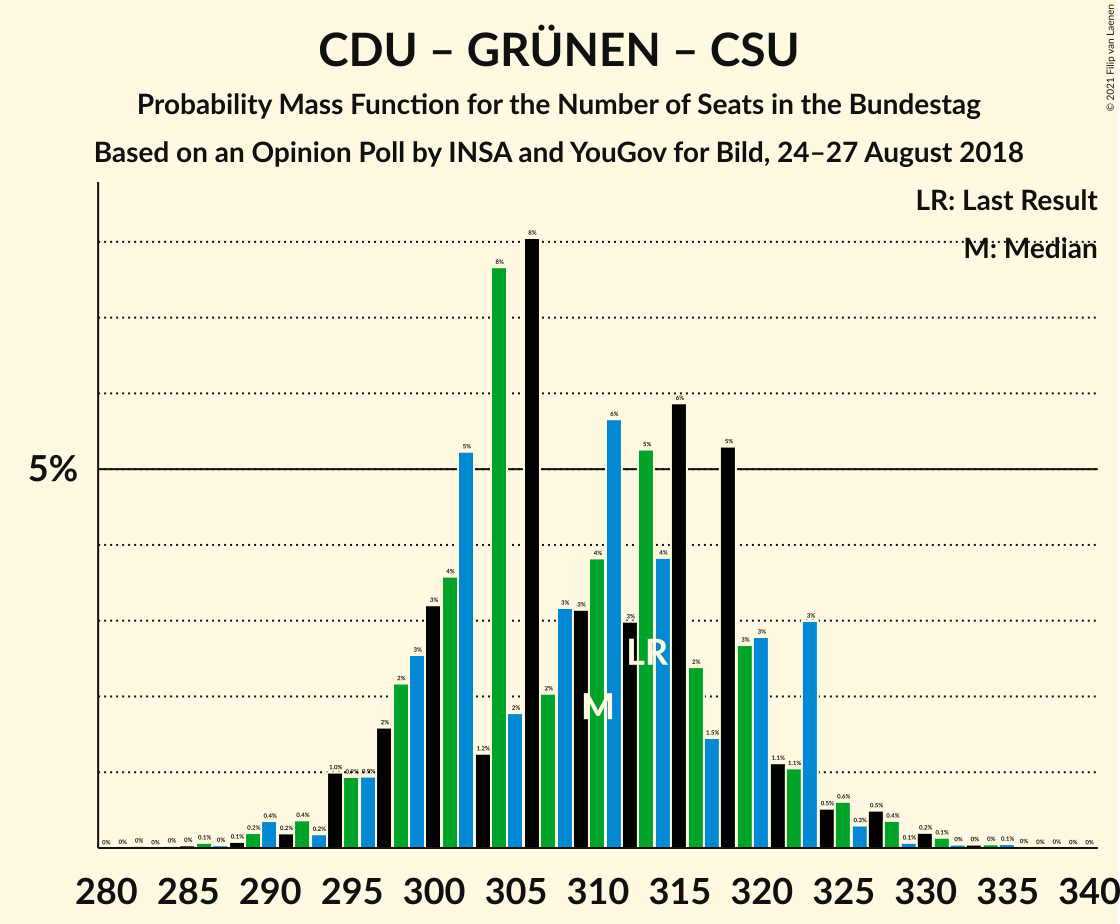 CDU – GRÜNEN – CSU
Probability Mass Function for the Number of Seats in the Bundestag
Based on an Opinion Poll by INSA and YouGov for Bild, 24–27 August 2018
© 2021 Filip van Laenen
LR: Last Result
M: Median
5%
0% 0% 0% 0% 0% 0% 0.1% 0% 0.1% 0.2% 0.4% 0.2% 0.4% 0.2% 1.0% 0.9% 0.9% 2% 2% 3% 3% 4% 5% 1.2% 8% 2% 8% 2% 3% 3% 4% 6% 3% 5% 4% 6% 2% 1.5% 5% 3% 3% 1.1% 1.1% 3% 0.5% 0.6% 0.3% 0.5% 0.4% 0.1% 0.2% 0.1% 0% 0% 0% 0.1% 0% 0% 0% 0% 0%
LR
M
280 285 290 295 300 305 310 315 320 325 330 335 340